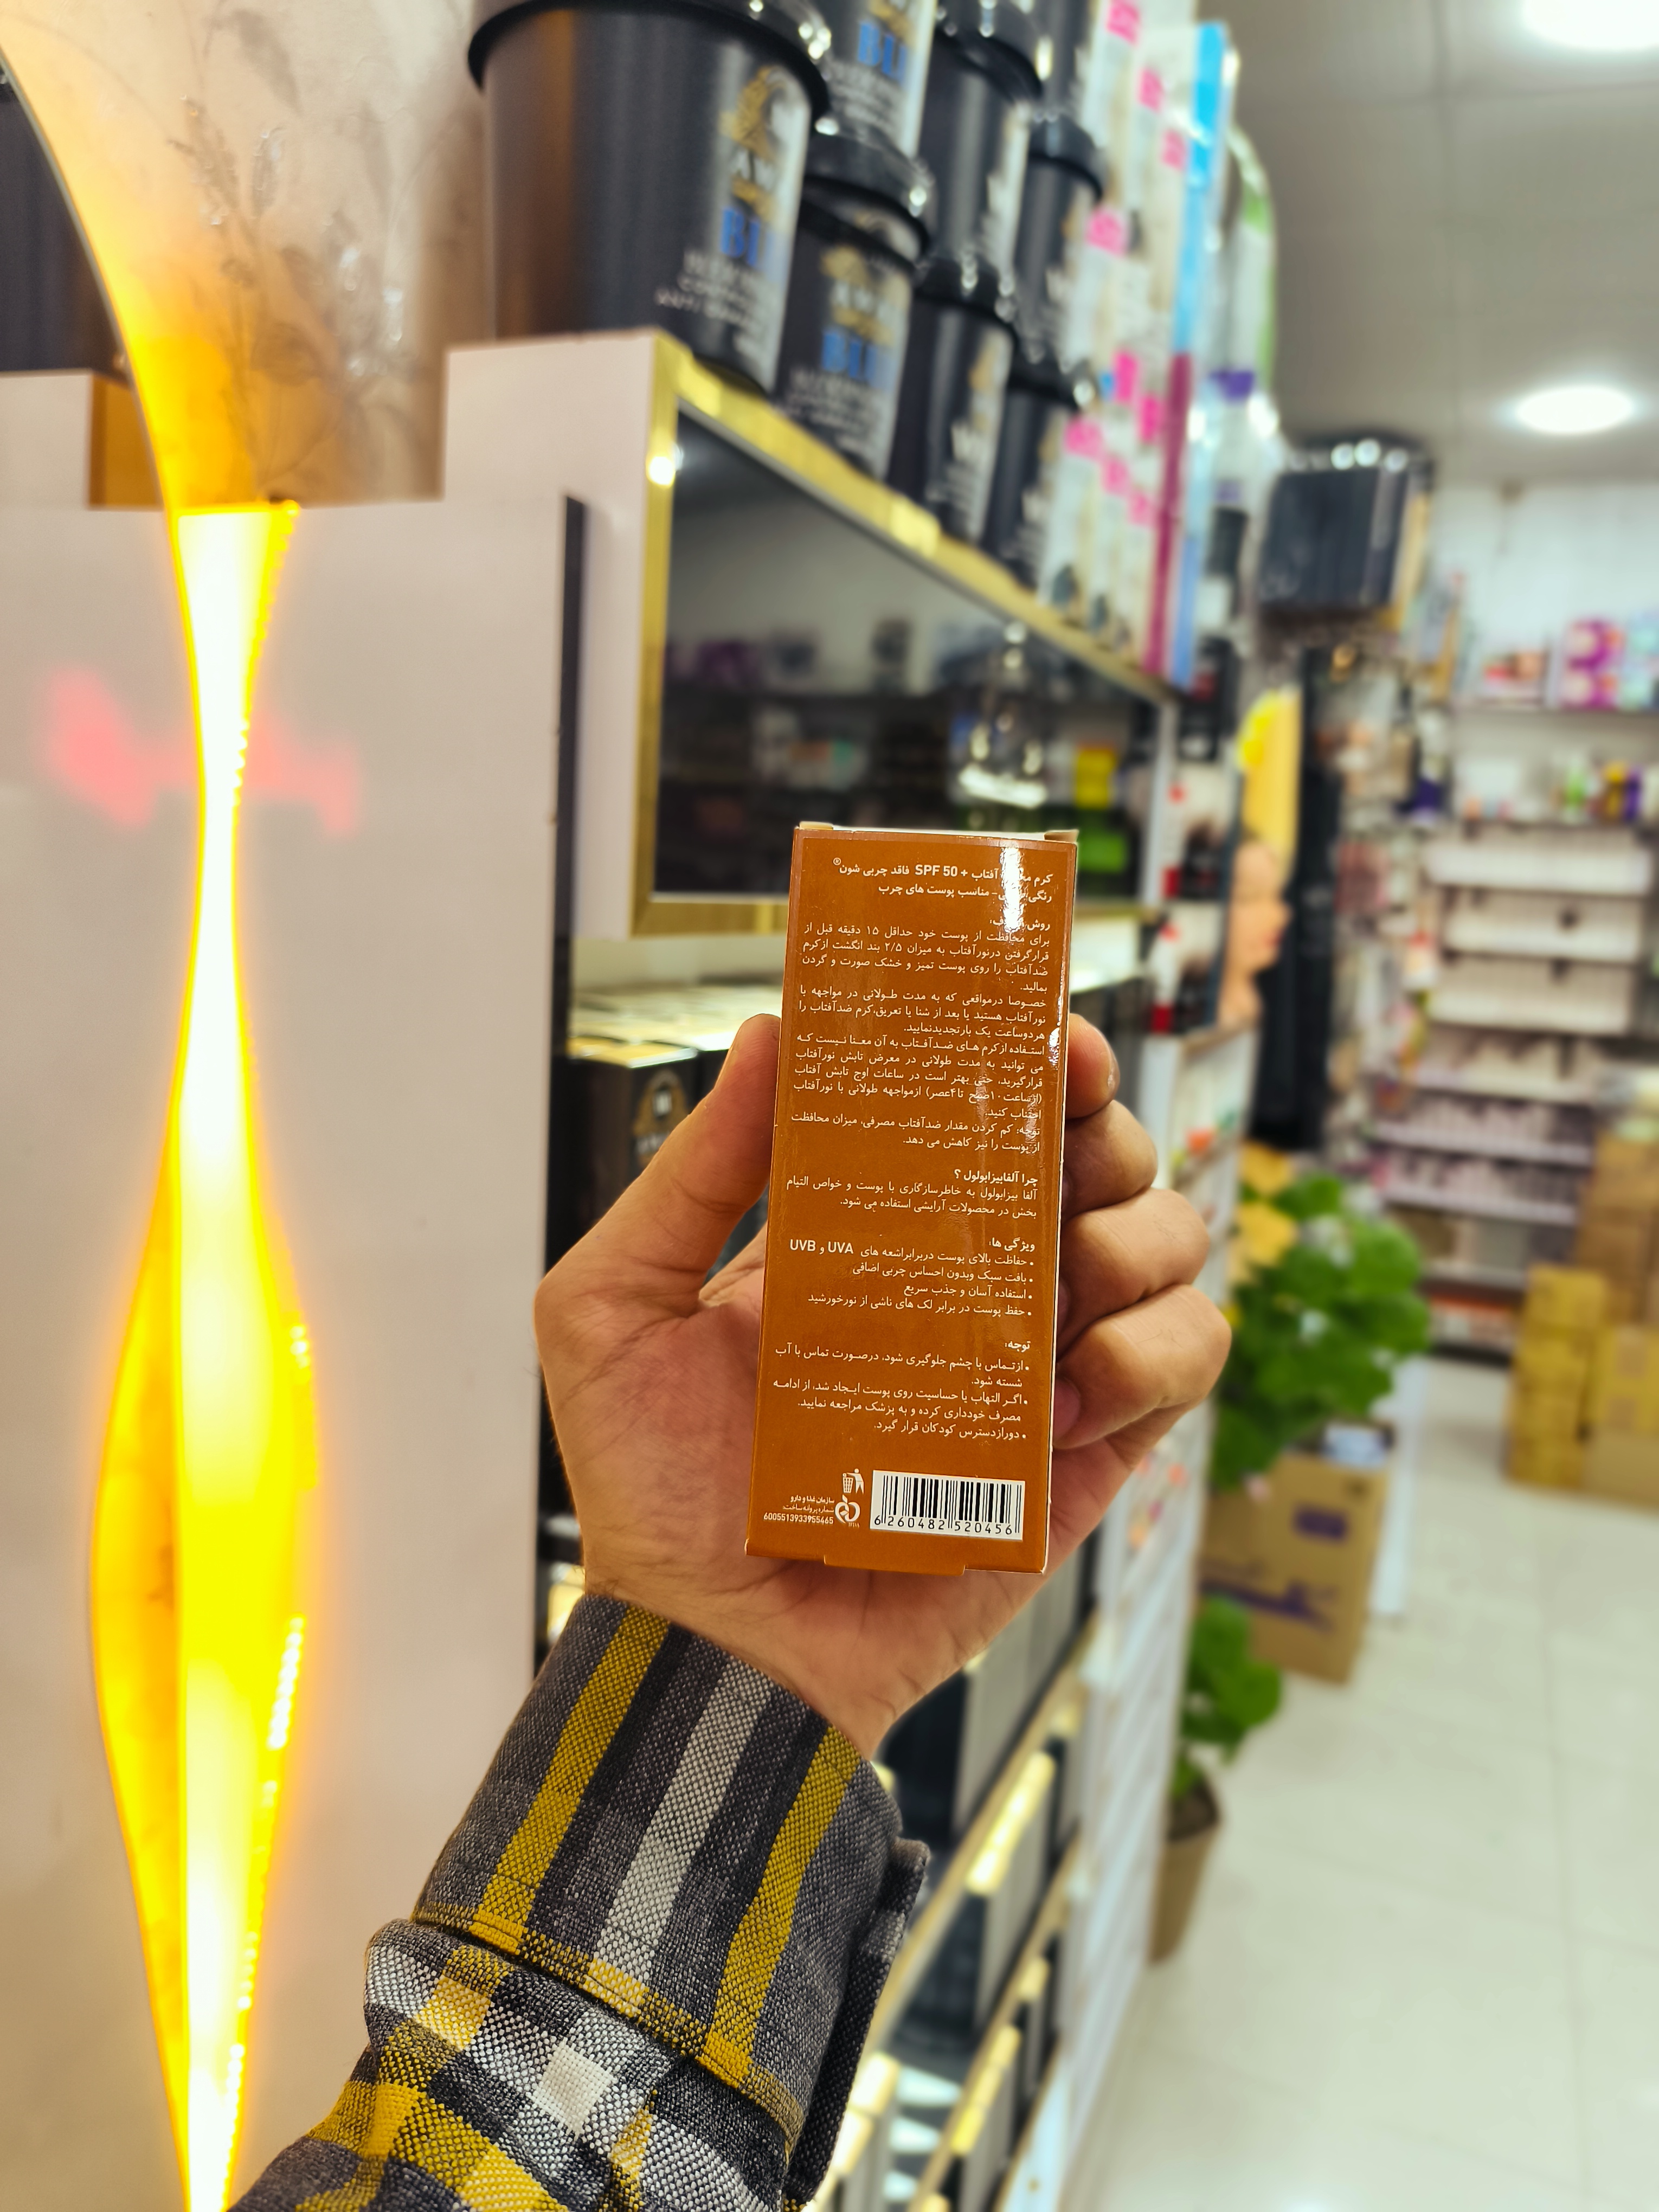 کرم آفتاب + SPF 50 فاقد چربی شون®
مناسب پوست های چرب
برای محافظت از پوست خود حداقل ۱۵ دقیقه قبل از
قرارگرفتن درنورآفتاب به میزان ۲/۵ بند انگشت ازکرم
ضدآفتاب را روی پوست تمیز و خشک صورت و گردن
بمالید.
خصوصا درمواقعی که به مدت طولانی در مواجهه با
نورآفتاب هستید یا بعد از شنا یا تعریق،کرم ضدآفتاب را
هردوساعت یک بارتجدیدنمایید.
استفاده ازکرم های ضدآفتاب به آن معنا نیست که
می توانید به مدت طولانی در معرض تابش نورآفتاب
قرارگیرید، حتی بهتر است در ساعات اوج تابش آفتاب
(ازساعت ۱۰صبح تا۴عصر) ازمواجهه طولانی با نورآفتاب
اجتناب کنید.
توجه: کم کردن مقدار ضدآفتاب مصرفی، میزان محافظت
از پوست را نیز کاهش می دهد.
چرا آلفابیزابولول ؟
آلفا بیزابولول به خاطرسازگاری با پوست و خواص التیام
بخش در محصولات آرایشی استفاده می شود.
ویژگی ها:
• حفاظت بالای پوست دربرابراشعه های UVA و UVB
• بافت سبک وبدون احساس چربی اضافی
• استفاده آسان و جذب سریع
• حفظ پوست در برابر لک های ناشی از نورخورشید
توجه:
• ازتماس با چشم جلوگیری شود، درصورت تماس با آب
شسته شود.
• اگر التهاب یا حساسیت روی پوست ایجاد شد، از ادامه
مصرف خودداری کرده و به پزشک مراجعه نمایید.
• دورازدسترس کودکان قرار گیرد.
سازمان غذا و دارو
شماره پروانه ساخت:
6005513933955465
6 260482 520456